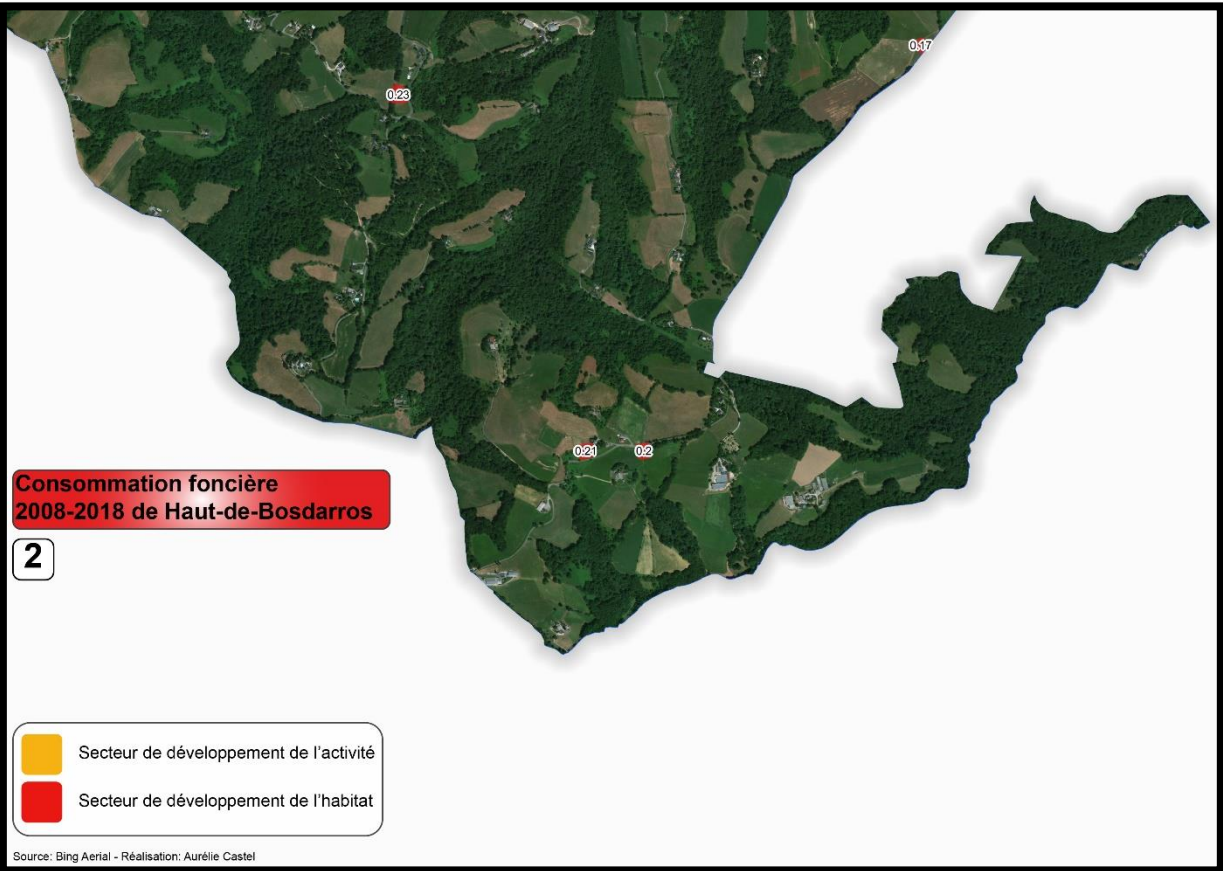 0.17
0.23
0.21
0.2
Consommation foncière
2008-2018 de Haut-de-Bosdarros
2
Secteur de développement de l'activité
Secteur de développement de l'habitat
Source: Bing Aerial - Réalisation: Aurélie Castel